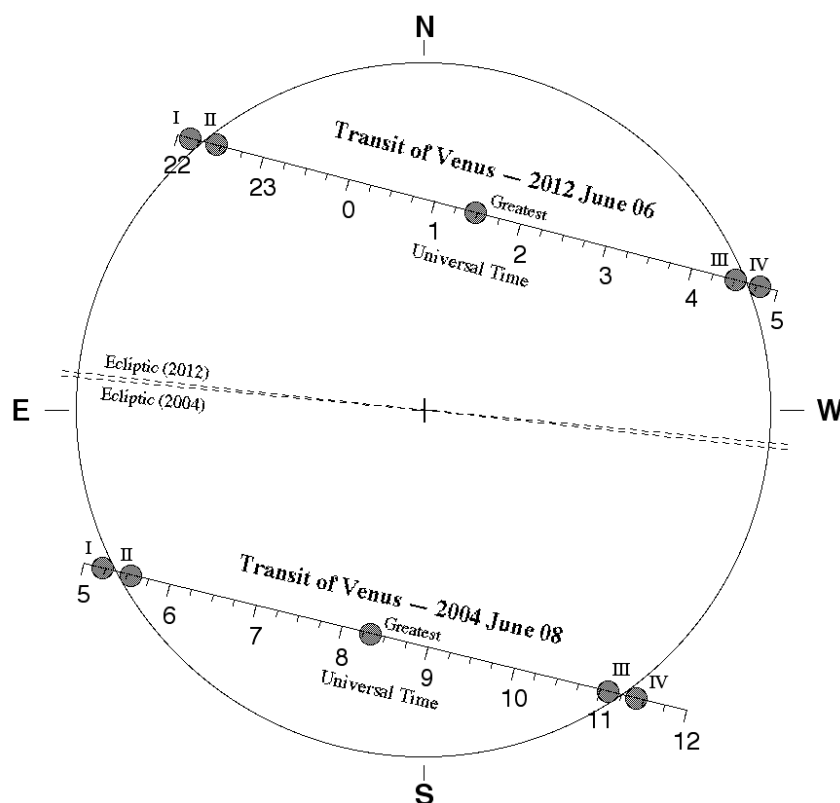 N
I II
22 23 0 1 2 3 4 5
Transit of Venus — 2012 June 06
Greatest
Universal Time
III IV
Ecliptic (2012)
Ecliptic (2004)
E W
I II
5 6 7 8 9 10 11 12
Transit of Venus — 2004 June 08
Greatest
Universal Time
III IV
S